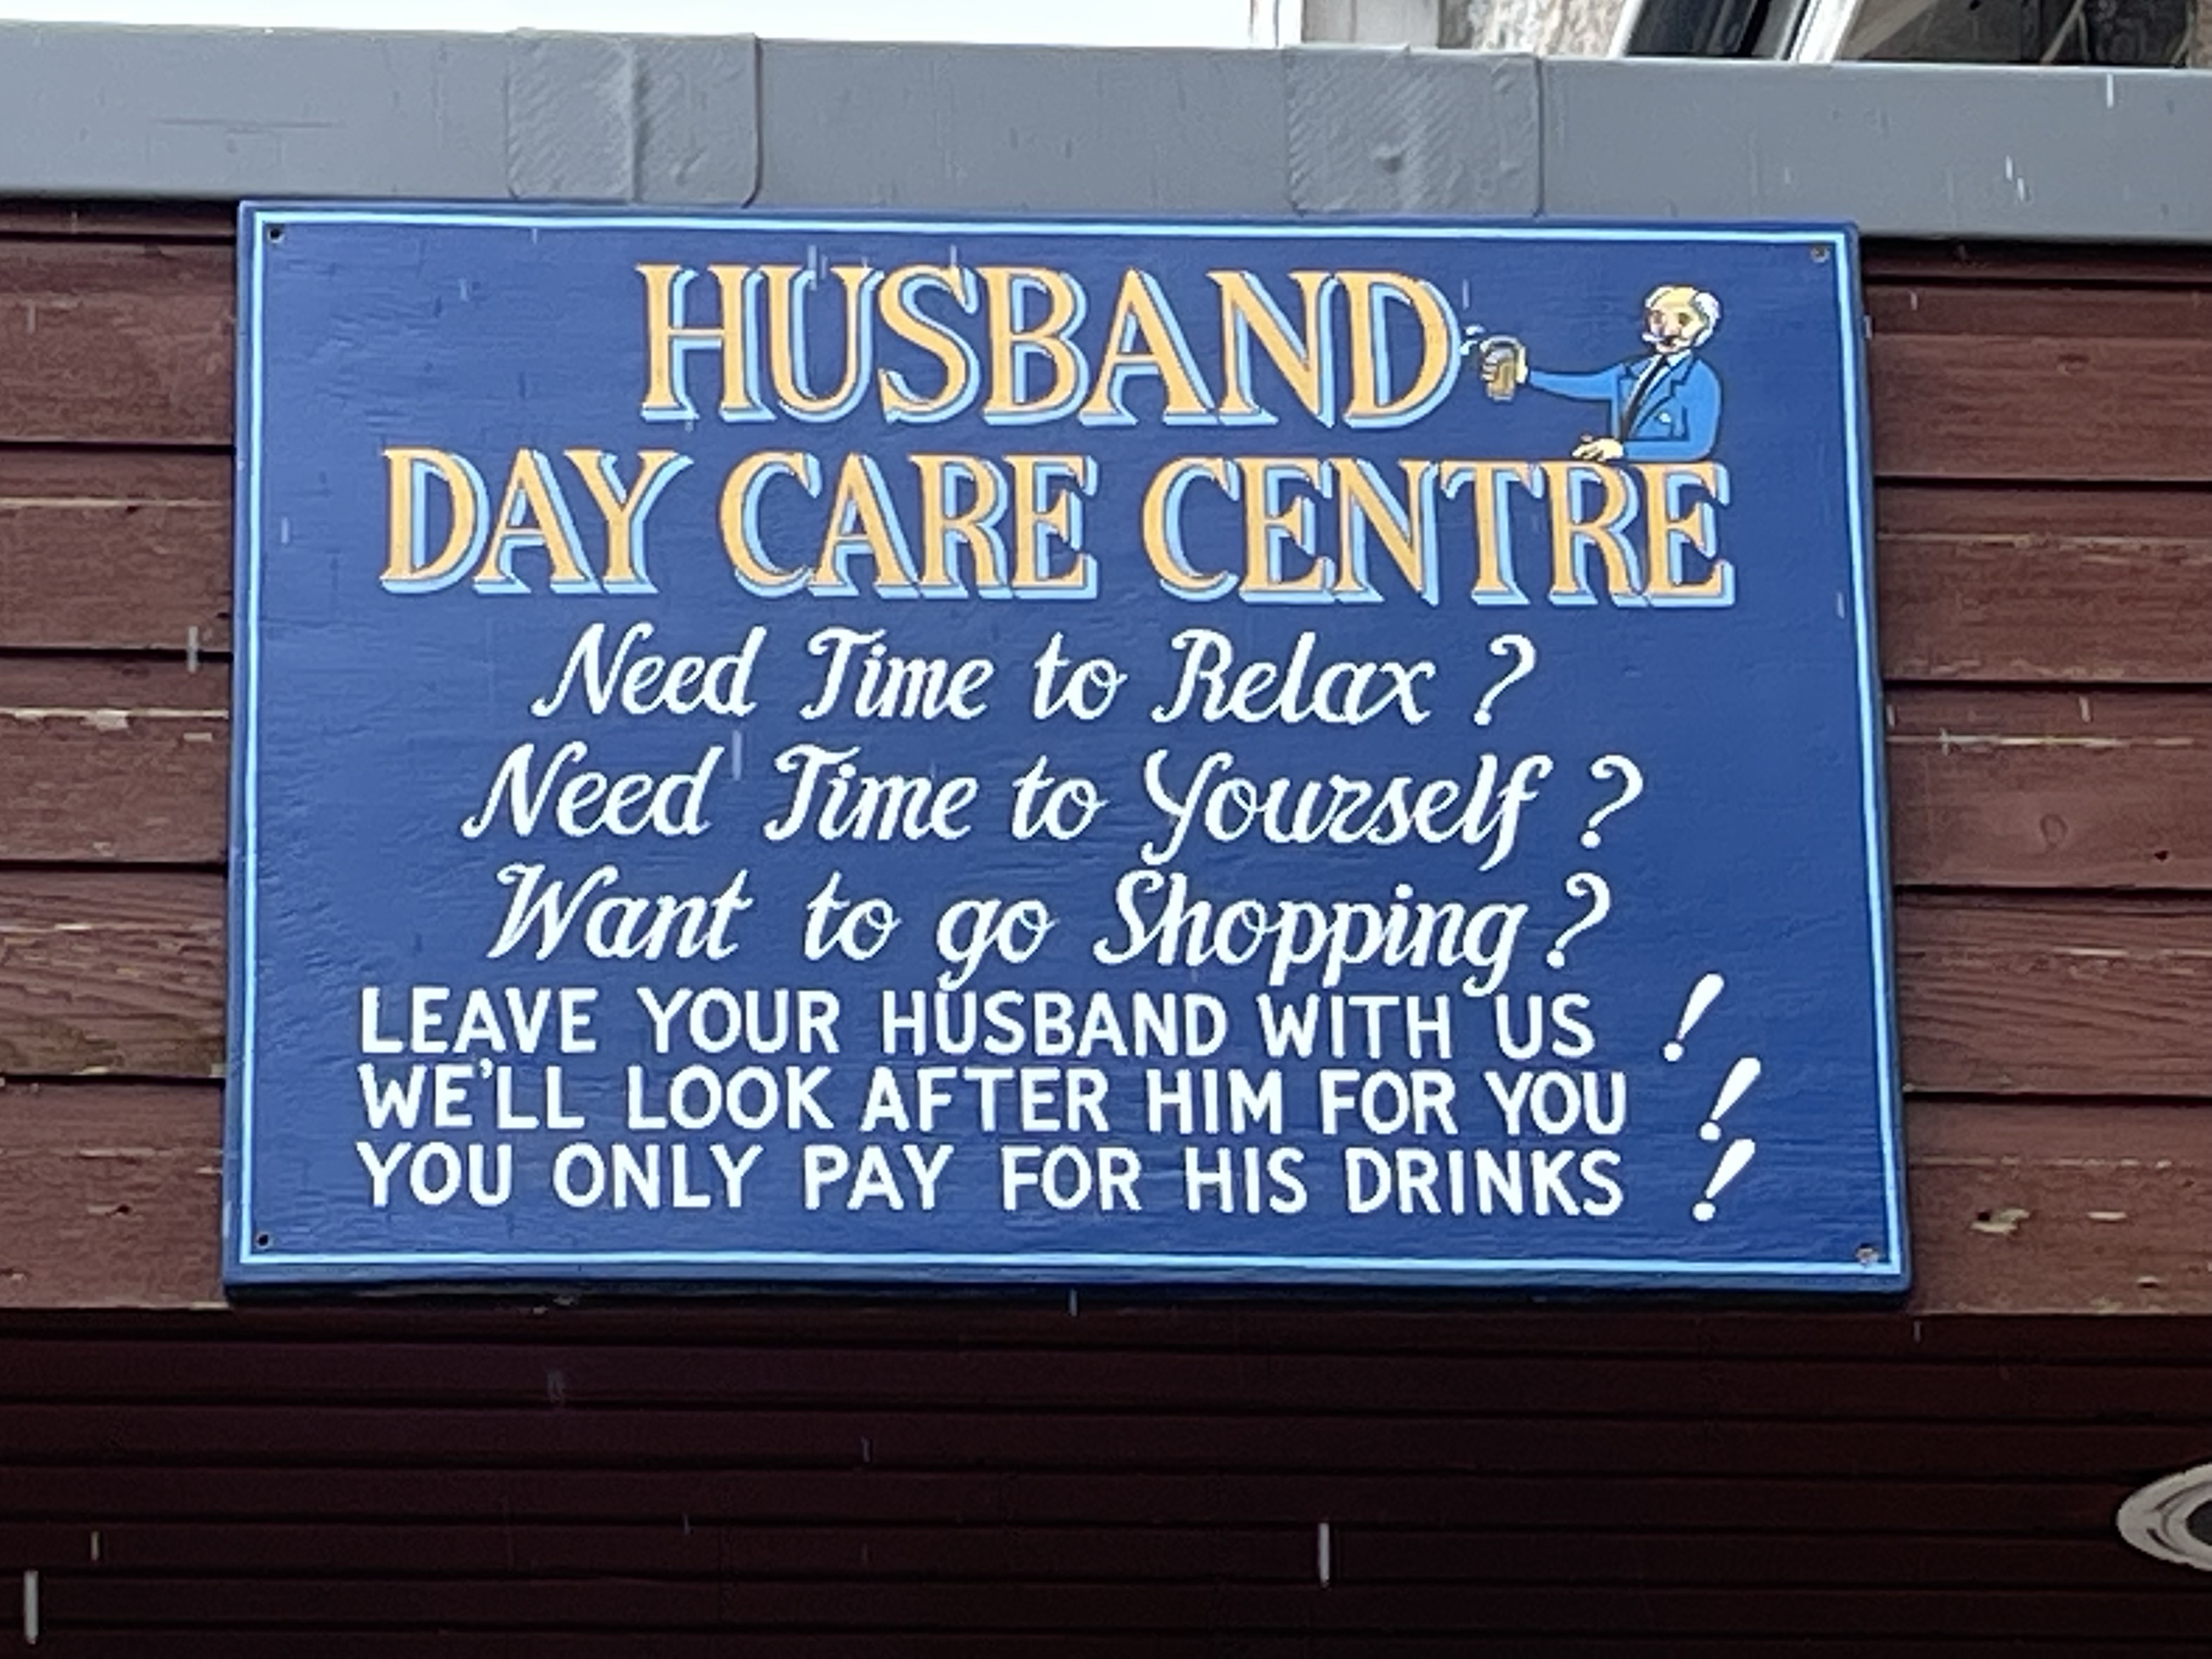 HUSBAND
DAY CARE CENTRE
Need Time to Relax ?
Need Time to Yourself ?
Want to go Shopping ?
LEAVE YOUR HUSBAND WITH US !
WE'LL LOOK AFTER HIM FOR YOU !
YOU ONLY PAY FOR HIS DRINKS !